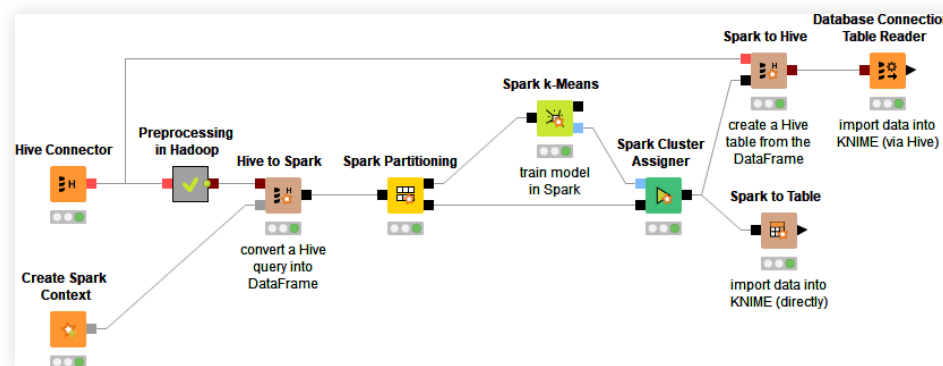 Database Connection
Table Reader
Spark to Hive
H
Spark k-Means
create a Hive
table from the
DataFrame
import data into
KNIME (via Hive)
Preprocessing
in Hadoop
Hive Connector
H
Hive to Spark
H
Spark Partitioning
train model
in Spark
Spark Cluster
Assigner
Spark to Table
convert a Hive
query into
DataFrame
Create Spark
Context
import data into
KNIME (directly)